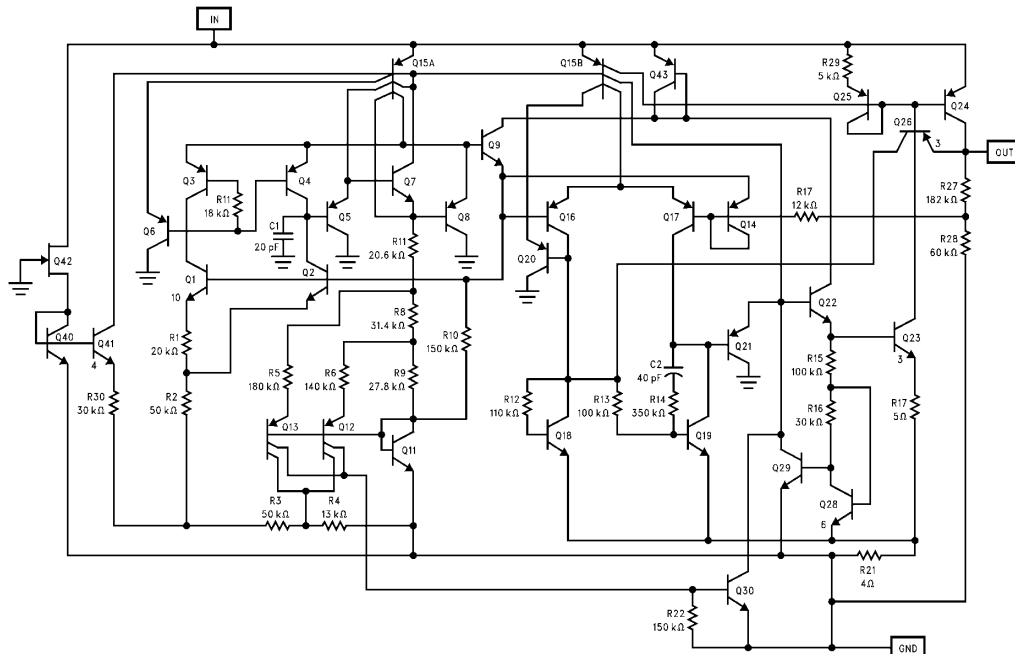 IN
Q15A
Q15B
Q43
R29
5 kΩ
Q25
Q24
Q26
3
OUT
Q9
Q3
Q4
Q7
R11
18 kΩ
Q6
C1
20 pF
Q5
Q8
Q16
Q17
Q14
R17
12 kΩ
R27
182 kΩ
R28
60 kΩ
R11
20.6 kΩ
Q20
Q42
Q1
10
Q2
R8
31.4 kΩ
R10
150 kΩ
Q22
Q40
Q41
4
R1
20 kΩ
Q21
Q23
3
R15
100 kΩ
R5
180 kΩ
R6
140 kΩ
R9
27.8 kΩ
C2
40 pF
R30
30 kΩ
R2
50 kΩ
R12
110 kΩ
R13
100 kΩ
R14
350 kΩ
R16
30 kΩ
R17
5Ω
Q13
Q12
Q11
Q18
Q19
Q29
Q28
6
R3
50 kΩ
R4
13 kΩ
R21
4Ω
Q30
R22
150 kΩ
GND